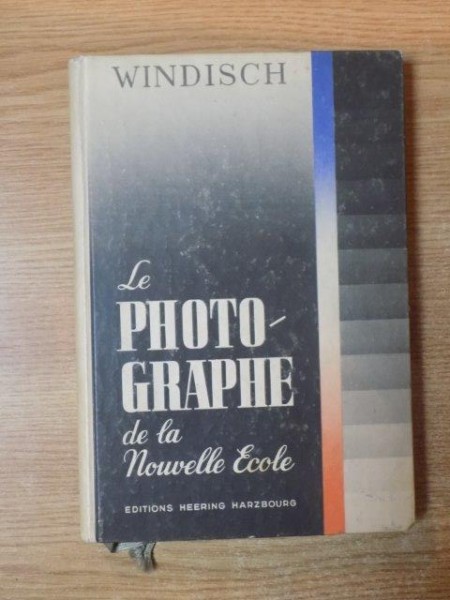 WINDISCH
Le
PHOTO-
GRAPHE
de la
Nouvelle Ecole
EDITIONS HEERING HARZBOURG